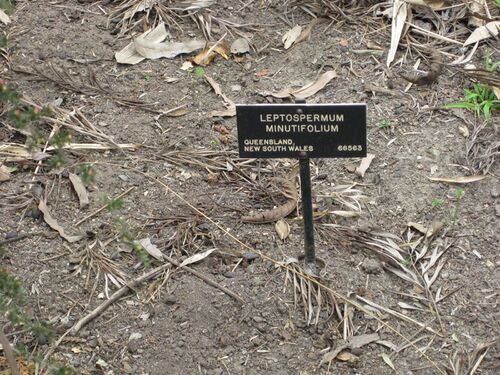 LEPTOSPERMUM
MINUTIFOLIUM
QUEENSLAND,
NEW SOUTH WALES 66563